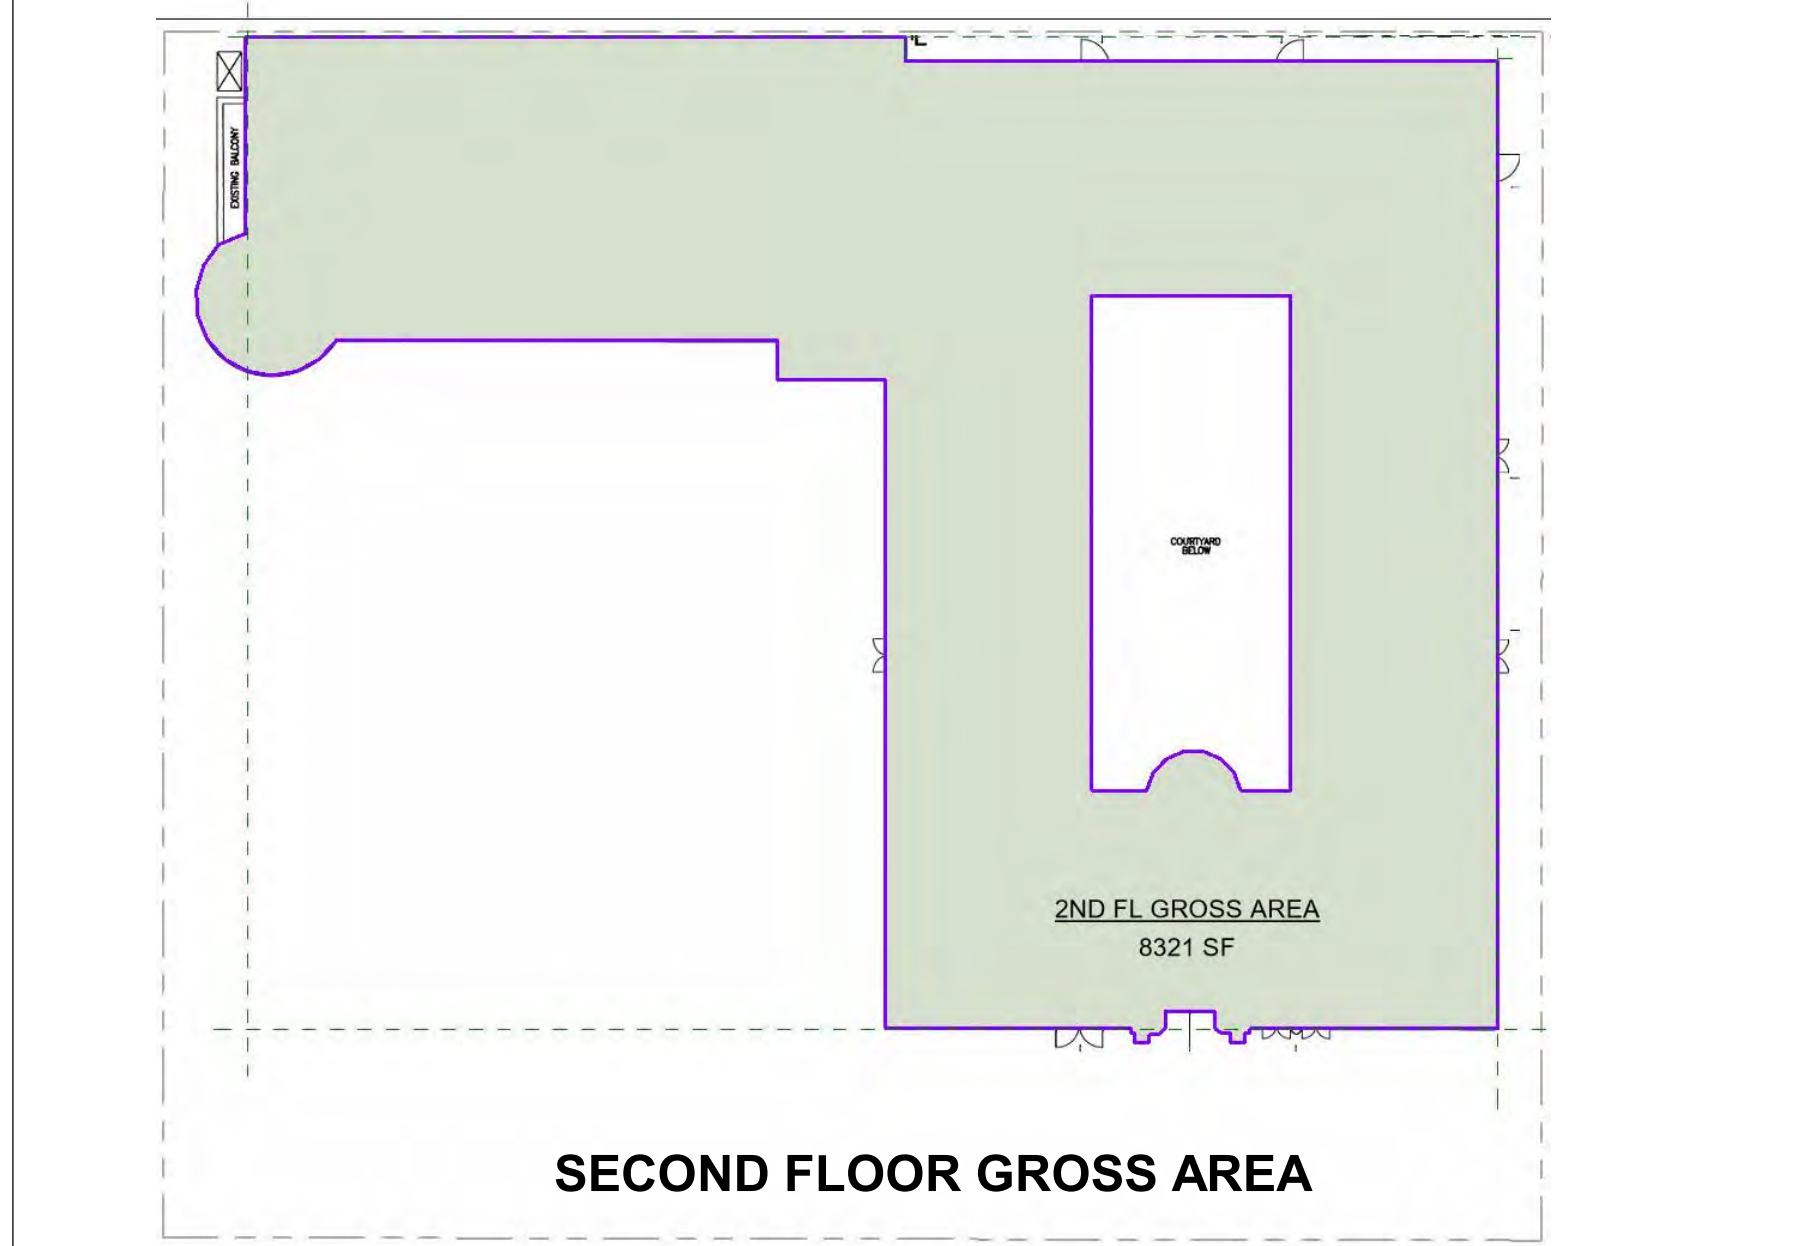 EXISTING BALCONY
COURTYARD
BELOW
2ND FL GROSS AREA
8321 SF
SECOND FLOOR GROSS AREA